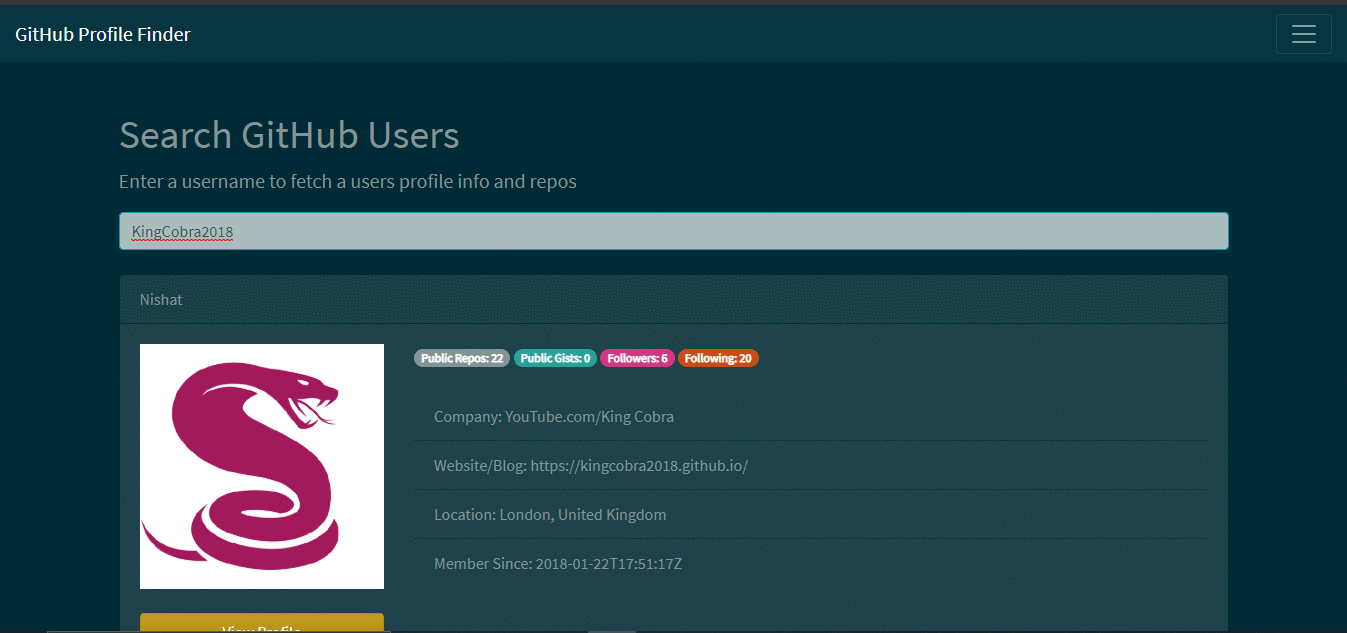 GitHub Profile Finder
Search GitHub Users
Enter a username to fetch a users profile info and repos
KingCobra2018
Nishat
Public Repos: 22 Public Gists: 0 Followers: 6 Following: 20
Company: YouTube.com/King Cobra
Website/Blog: https://kingcobra2018.github.io/
Location: London, United Kingdom
Member Since: 2018-01-22T17:51:17Z
View Profile